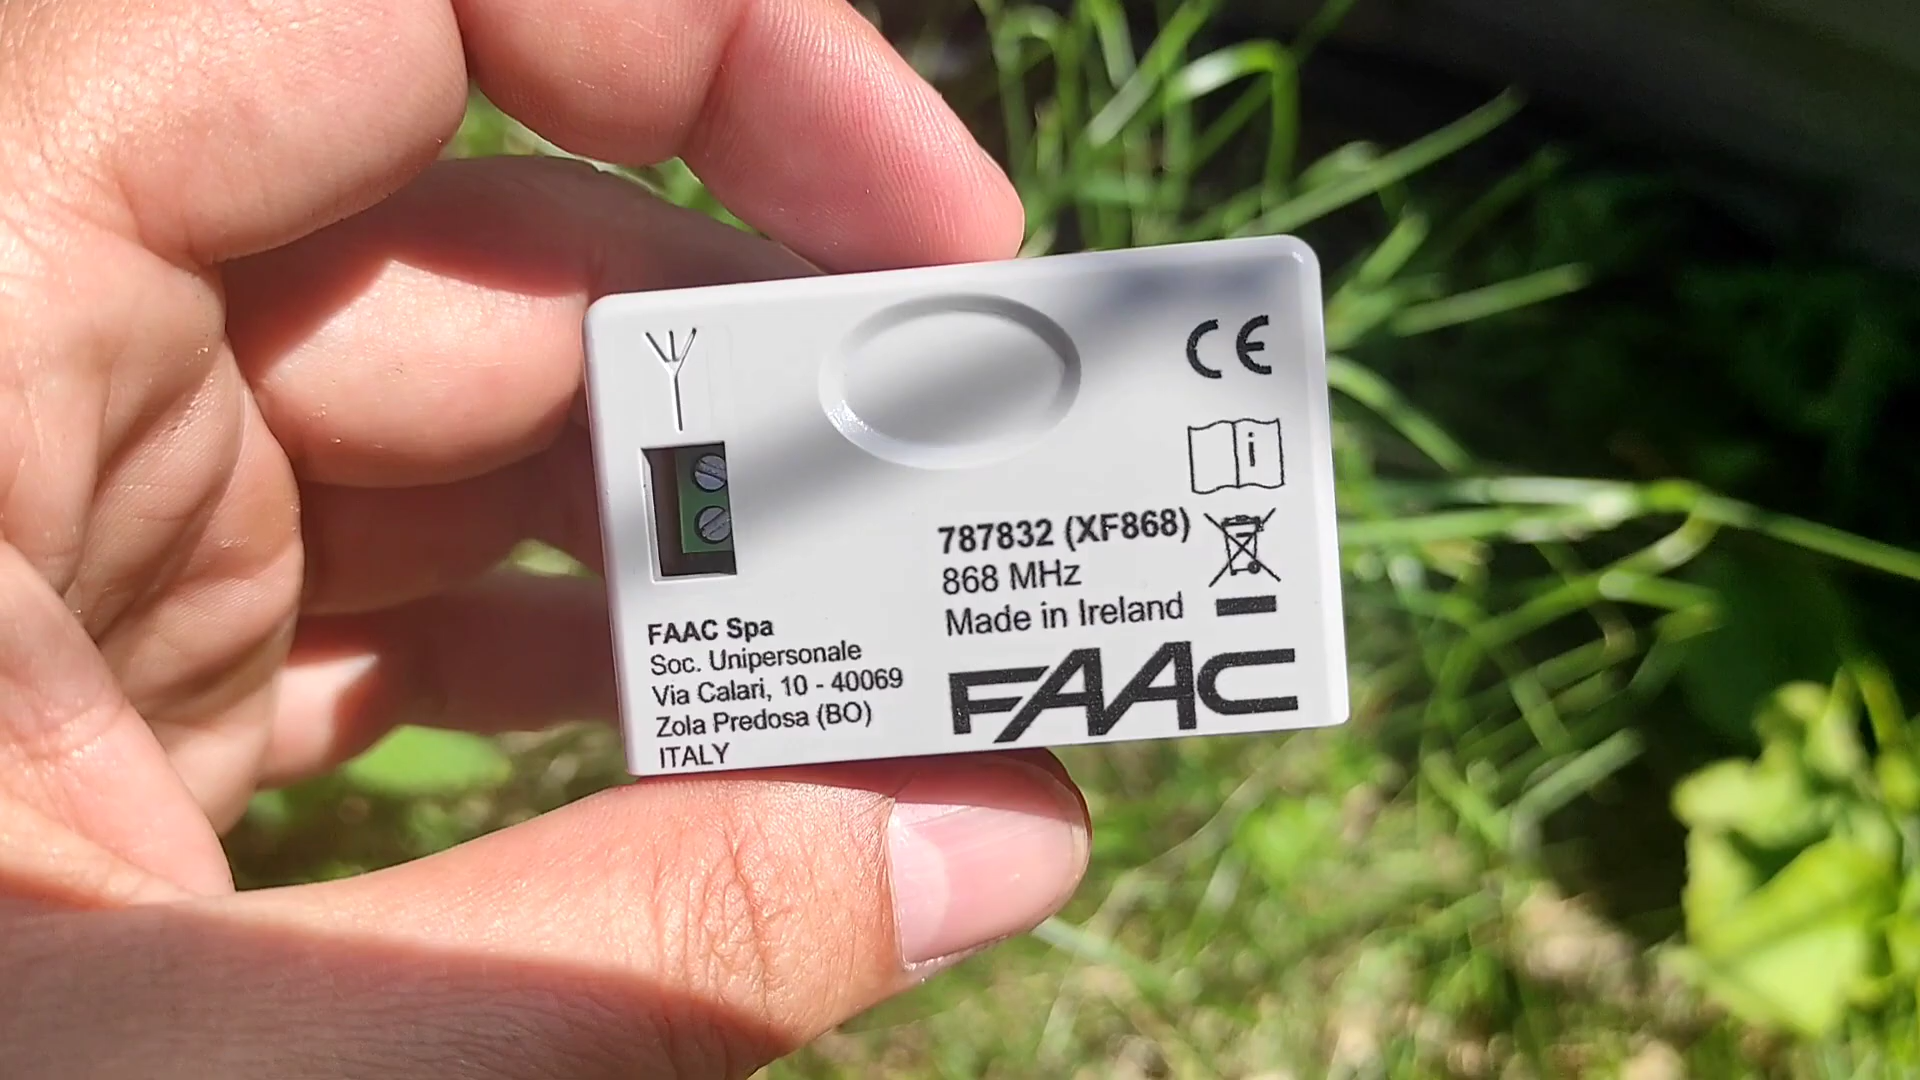 CE
i
787832 (XF868)
868 MHz
Made in Ireland
FAAC
FAAC Spa
Soc. Unipersonale
Via Calari, 10 - 40069
Zola Predosa (BO)
ITALY